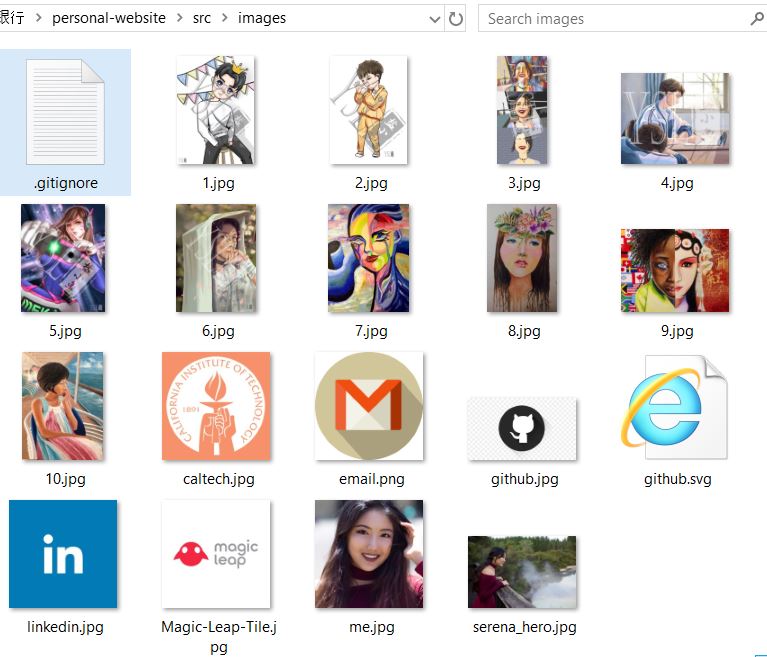 银行 > personal-website > src > images
Search images
.gitignore
1.jpg
2.jpg
3.jpg
4.jpg
5.jpg
6.jpg
7.jpg
8.jpg
9.jpg
CALIFORNIA INSTITUTE OF TECHNOLOGY
1891
in
magic
leap
10.jpg
caltech.jpg
email.png
github.jpg
github.svg
linkedin.jpg
Magic-Leap-Tile.j
pg
me.jpg
serena_hero.jpg